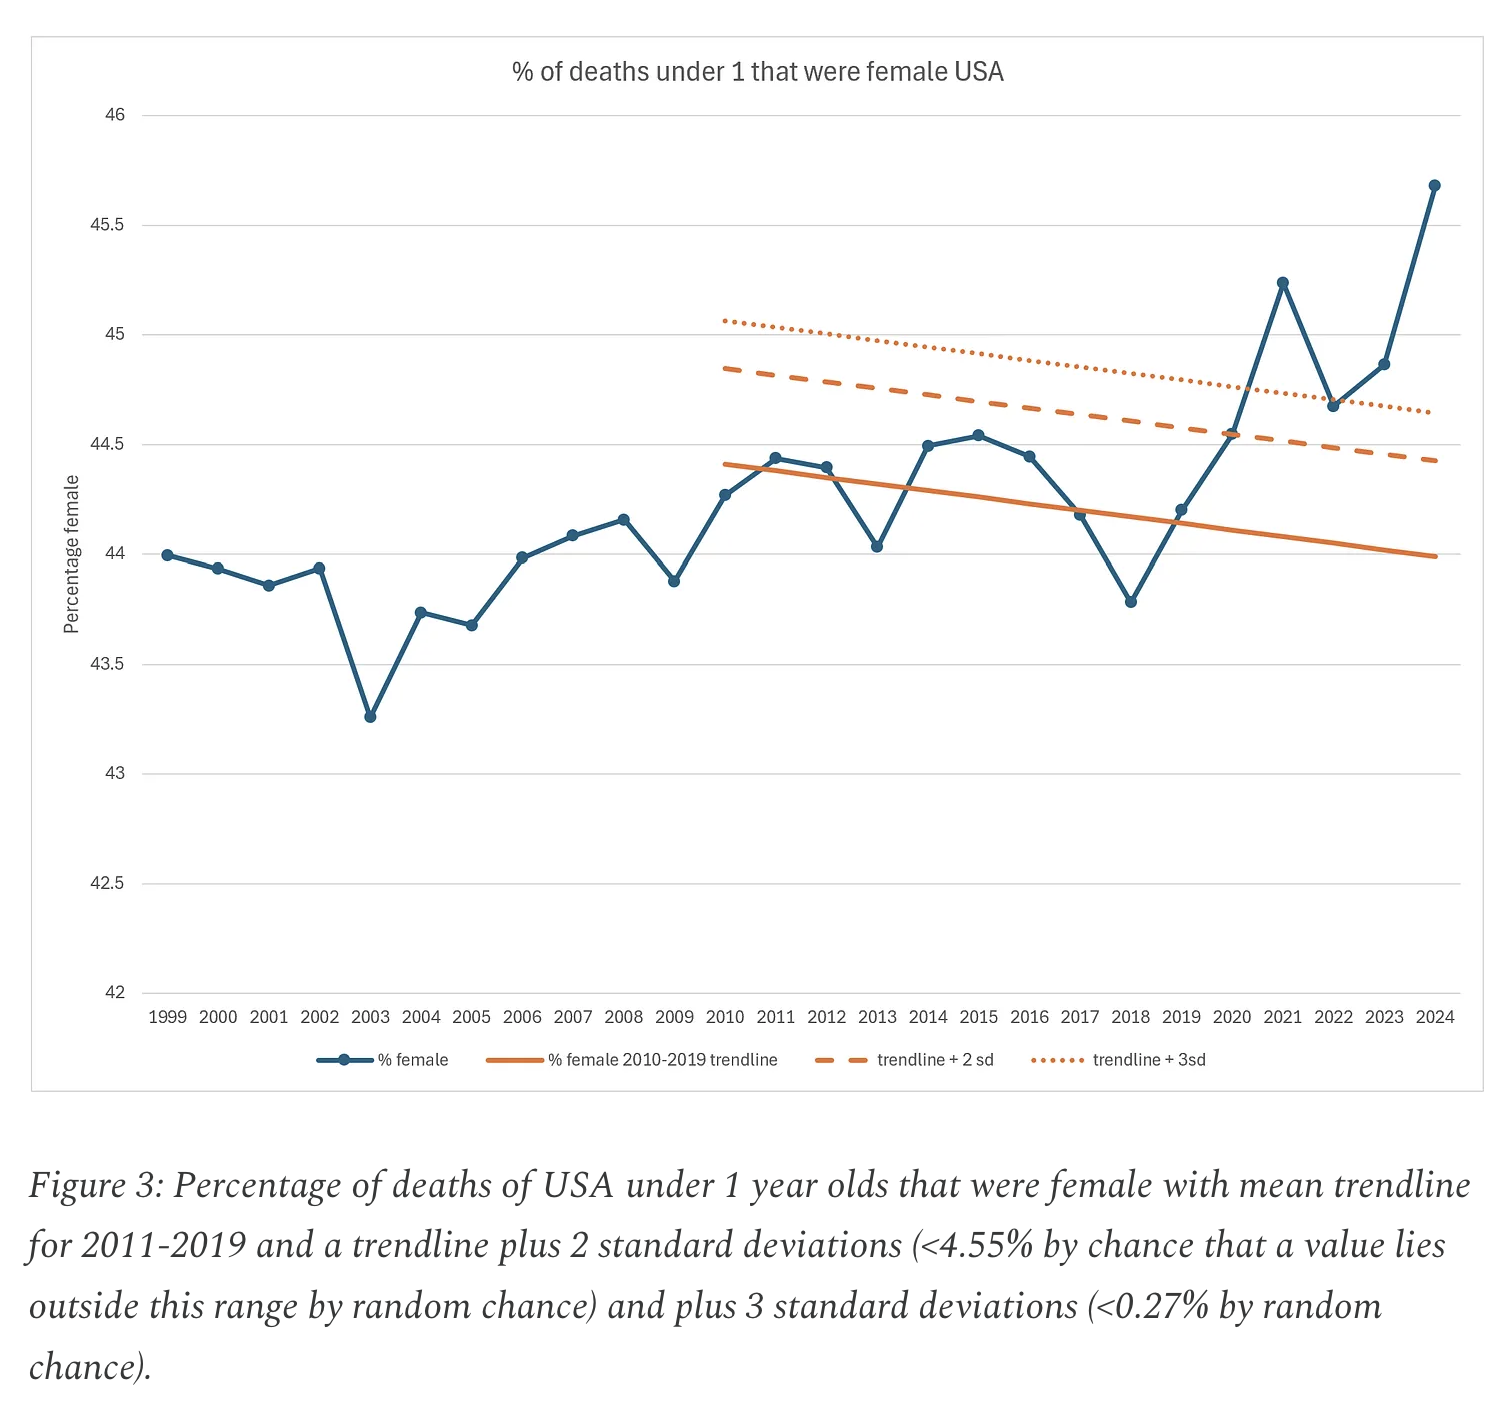 % of deaths under 1 that were female USA
46
45.5
45
44.5
44
43.5
43
42.5
42
Percentage female
1999 2000 2001 2002 2003 2004 2005 2006 2007 2008 2009 2010 2011 2012 2013 2014 2015 2016 2017 2018 2019 2020 2021 2022 2023 2024
% female % female 2010-2019 trendline trendline + 2 sd trendline + 3sd
Figure 3: Percentage of deaths of USA under 1 year olds that were female with mean trendline
for 2011-2019 and a trendline plus 2 standard deviations (<4.55% by chance that a value lies
outside this range by random chance) and plus 3 standard deviations (<0.27% by random
chance).